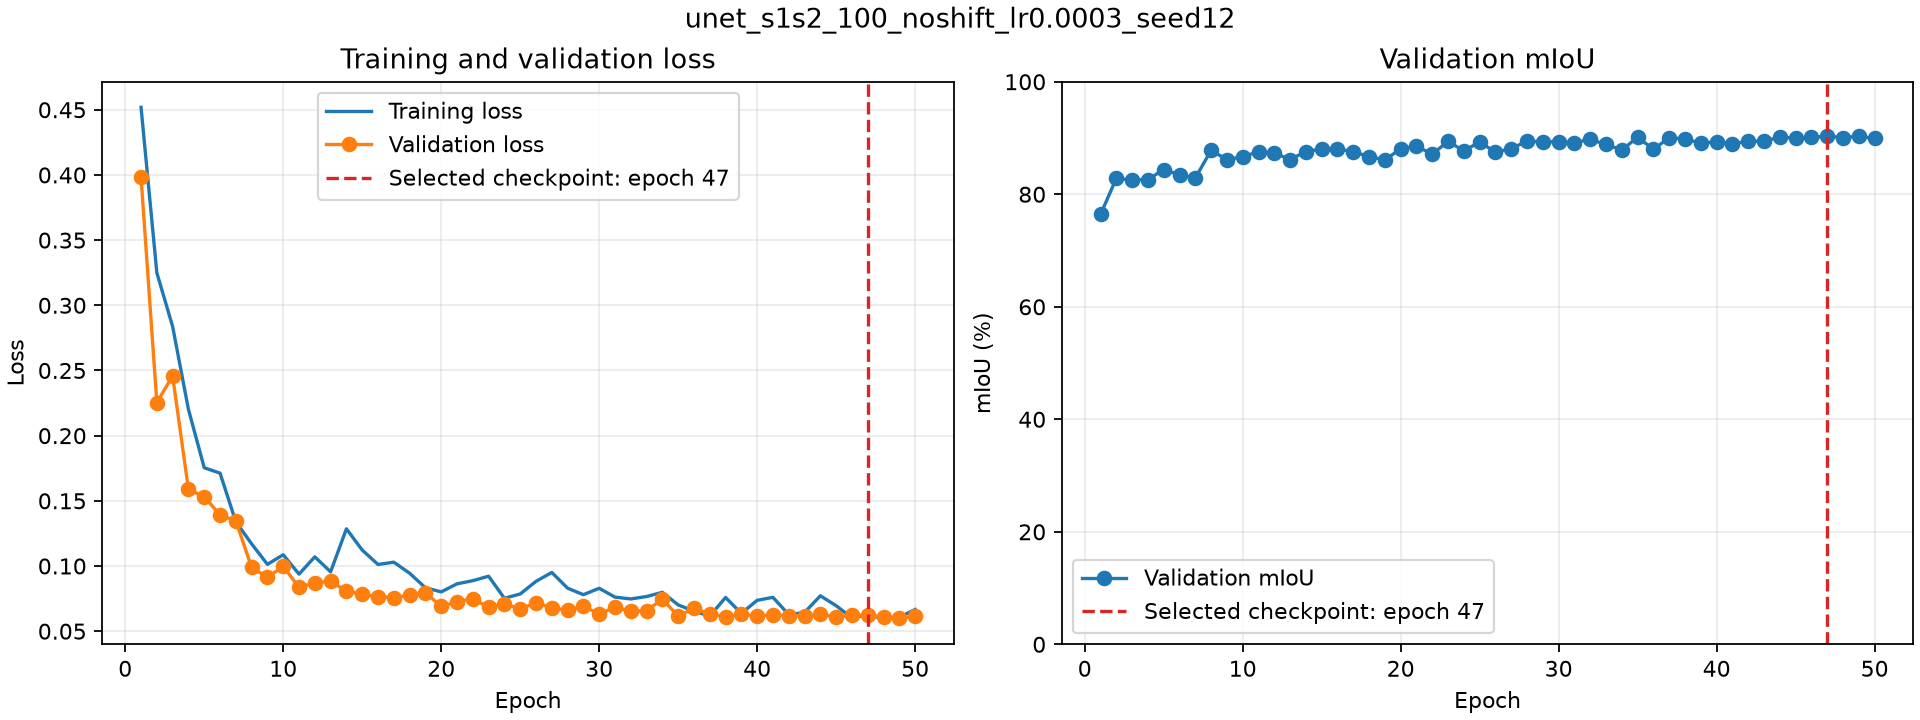 unet_s1s2_100_noshift_lr0.0003_seed12
Training and validation loss
0.45
0.40
0.35
0.30
0.25
0.20
0.15
0.10
0.05
Loss
Training loss
Validation loss
Selected checkpoint: epoch 47
0 10 20 30 40 50
Epoch
Validation mIoU
100
80
60
40
20
0
mIoU (%)
Validation mIoU
Selected checkpoint: epoch 47
0 10 20 30 40 50
Epoch